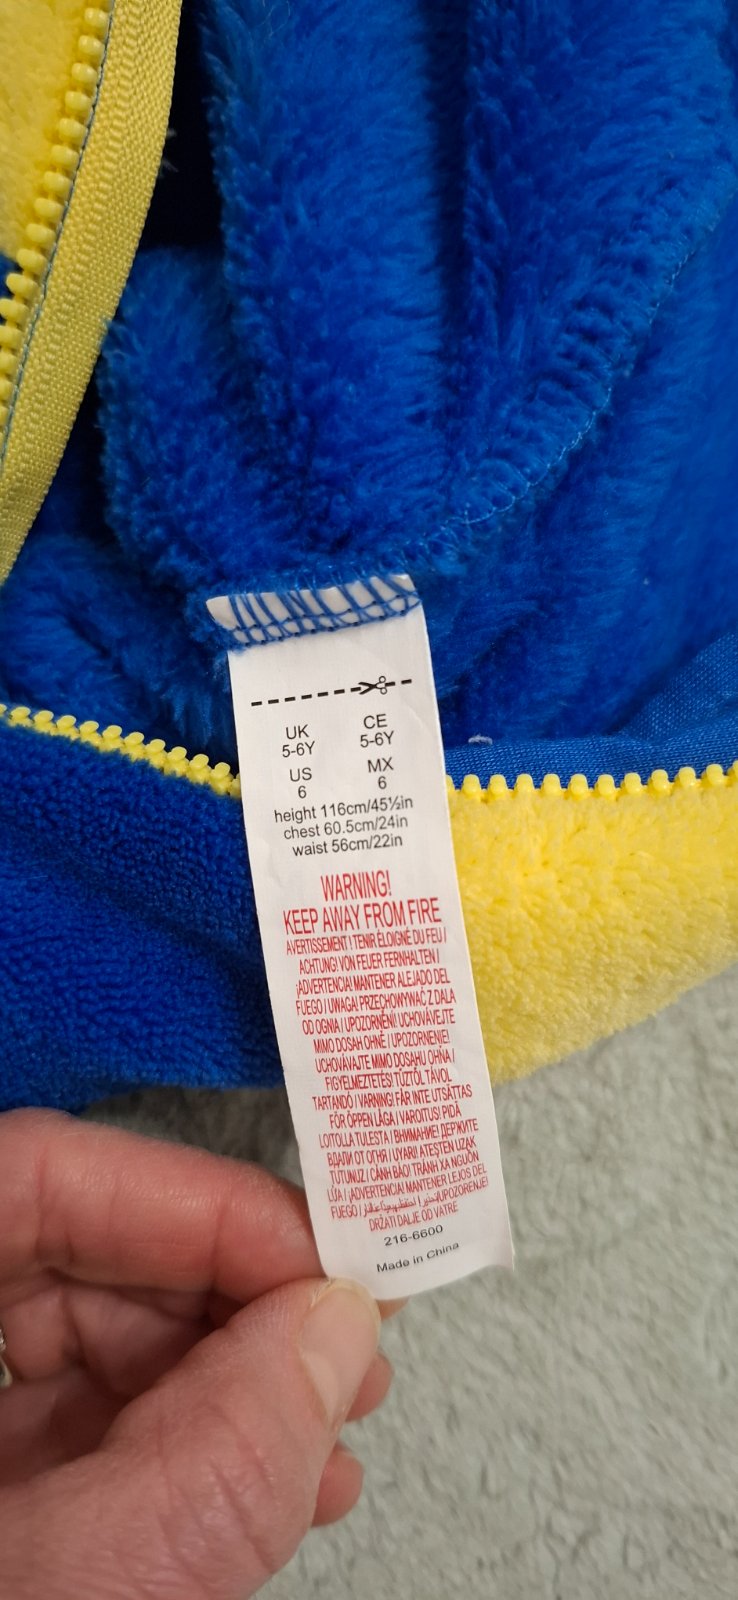 UK CE
5-6Y 5-6Y
US MX
6 6
height 116cm/45½in
chest 60.5cm/24in
waist 56cm/22in
WARNING!
KEEP AWAY FROM FIRE
AVERTISSEMENT ! TENIR ÉLOIGNÉ DU FEU /
ACHTUNG! VON FEUER FERNHALTEN /
¡ADVERTENCIA! MANTENER ALEJADO DEL
FUEGO / UWAGA! PRZECHOWYWAĆ Z DALA
OD OGNIA / UPOZORNĚNÍ! UCHOVÁVEJTE
MIMO DOSAH OHNĚ / UPOZORNENIE!
UCHOVÁVAJTE MIMO DOSAHU OHŇA /
FIGYELMEZTETÉS! TŰZTŐL TÁVOL
TARTANDÓ / VARNING! FÅR INTE UTSÄTTAS
FÖR ÖPPEN LÅGA / VAROITUS! PIDÄ
LOITOLLA TULESTA / ВНИМАНИЕ! ДЕРЖИТЕ
ВДАЛИ ОТ ОГНЯ / UYARI! ATEŞTEN UZAK
TUTUNUZ / CẢNH BÁO! TRÁNH XA NGUỒN
LỬA / ¡ADVERTENCIA! MANTENER LEJOS DEL
FUEGO / UPOZORENJE!
DRŽATI DALJE OD VATRE
216-6600
Made in China